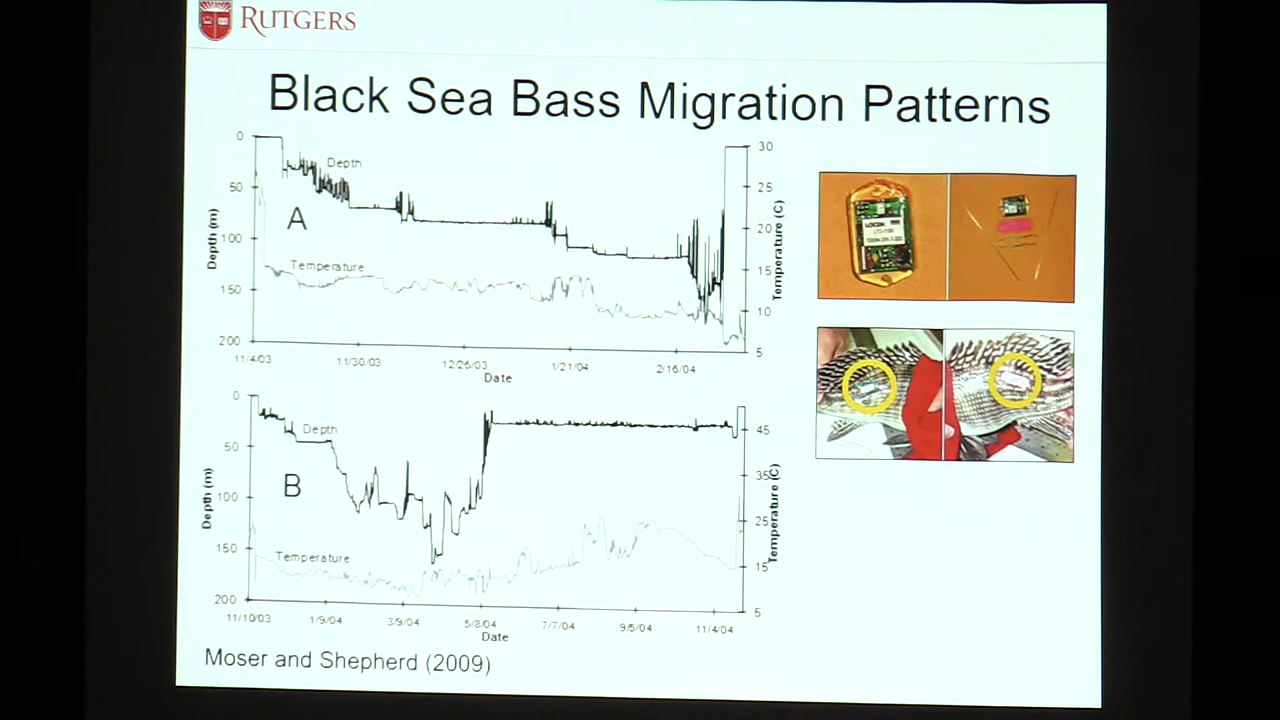 RUTGERS
Black Sea Bass Migration Patterns
0
50
100
150
200
Depth (m)
Depth
A
Temperature
30
25
20
15
10
5
Temperature (C)
11/4/03 11/30/03 12/26/03 1/21/04 2/16/04
Date
0
50
100
150
200
Depth (m)
Depth
B
Temperature
45
35
25
15
5
Temperature (C)
11/10/03 1/9/04 3/9/04 5/8/04 7/7/04 9/5/04 11/4/04
Date
Moser and Shepherd (2009)